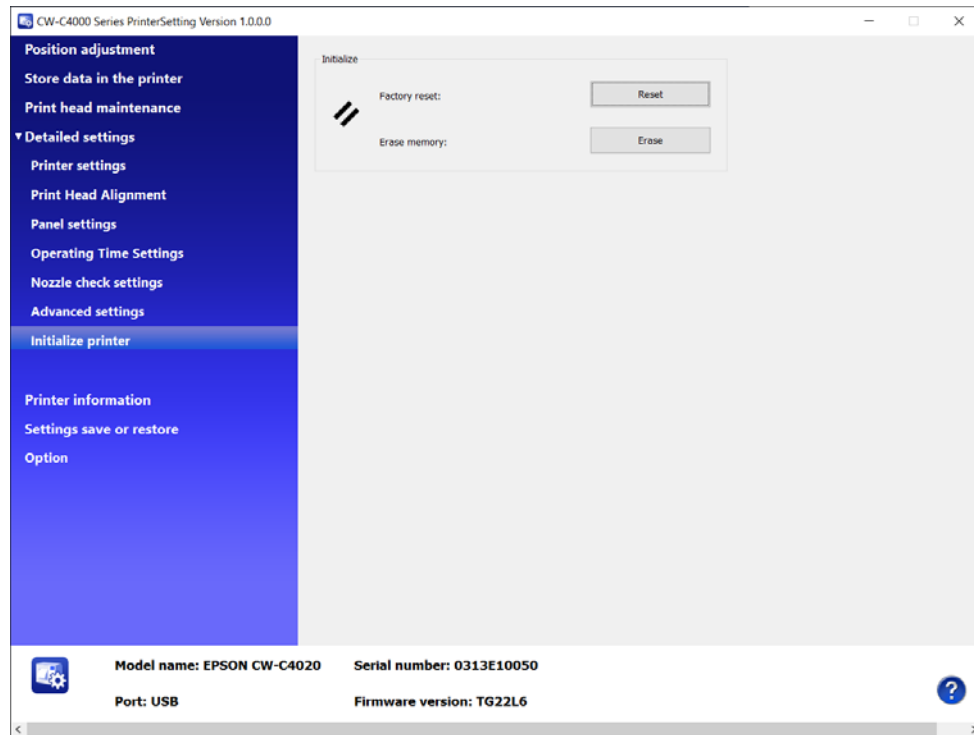 CW-C4000 Series PrinterSetting Version 1.0.0.0
Position adjustment
Store data in the printer
Print head maintenance
Detailed settings
Printer settings
Print Head Alignment
Panel settings
Operating Time Settings
Nozzle check settings
Advanced settings
Initialize printer
Printer information
Settings save or restore
Option
Initialize
Factory reset: Reset
Erase memory: Erase
Model name: EPSON CW-C4020 Serial number: 0313E10050
Port: USB Firmware version: TG22L6
?